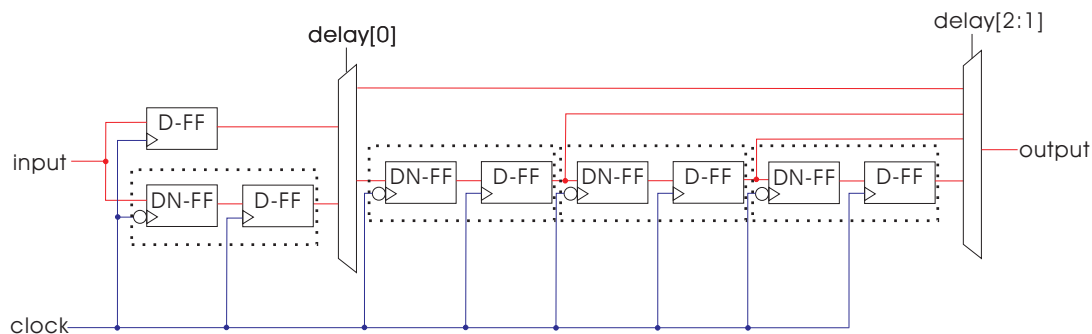 delay[2:1]
delay[0]
D-FF
input
output
DN-FF
D-FF
DN-FF
D-FF
DN-FF
D-FF
DN-FF
D-FF
clock